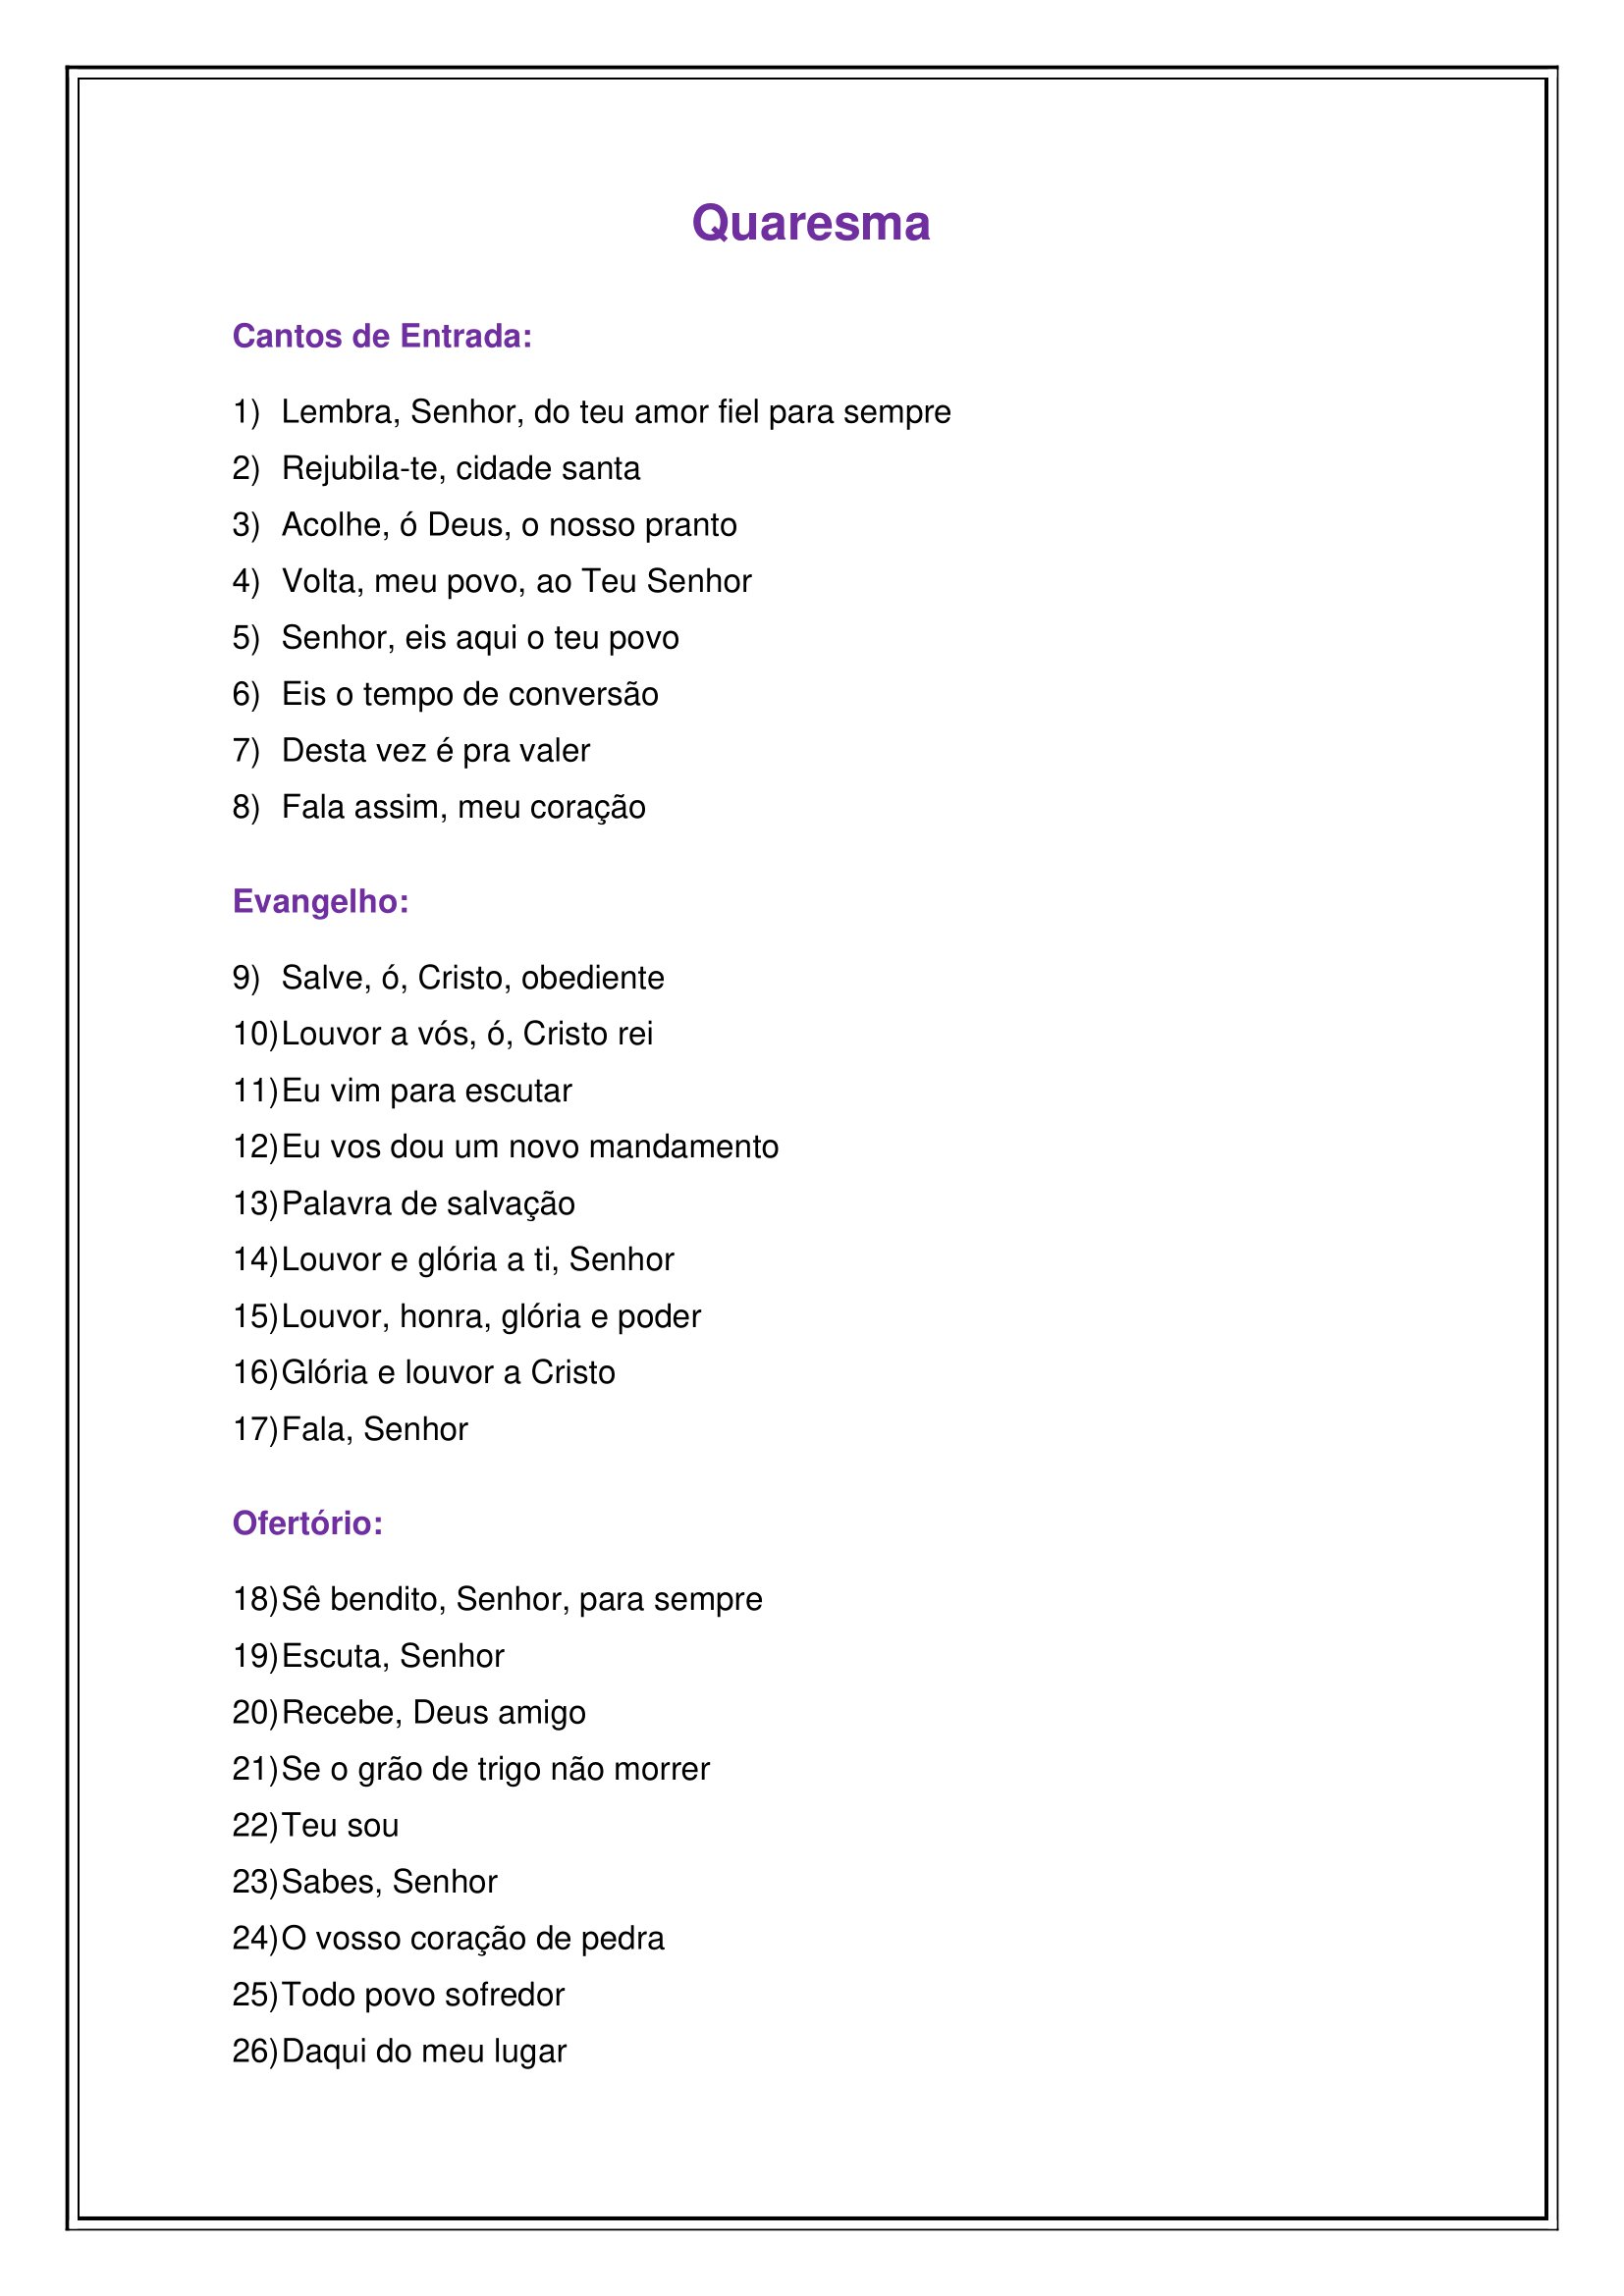 Quaresma
Cantos de Entrada:
1) Lembra, Senhor, do teu amor fiel para sempre
2) Rejubila-te, cidade santa
3) Acolhe, ó Deus, o nosso pranto
4) Volta, meu povo, ao Teu Senhor
5) Senhor, eis aqui o teu povo
6) Eis o tempo de conversão
7) Desta vez é pra valer
8) Fala assim, meu coração
Evangelho:
9) Salve, ó, Cristo, obediente
10) Louvor a vós, ó, Cristo rei
11) Eu vim para escutar
12) Eu vos dou um novo mandamento
13) Palavra de salvação
14) Louvor e glória a ti, Senhor
15) Louvor, honra, glória e poder
16) Glória e louvor a Cristo
17) Fala, Senhor
Ofertório:
18) Sê bendito, Senhor, para sempre
19) Escuta, Senhor
20) Recebe, Deus amigo
21) Se o grão de trigo não morrer
22) Teu sou
23) Sabes, Senhor
24) O vosso coração de pedra
25) Todo povo sofredor
26) Daqui do meu lugar